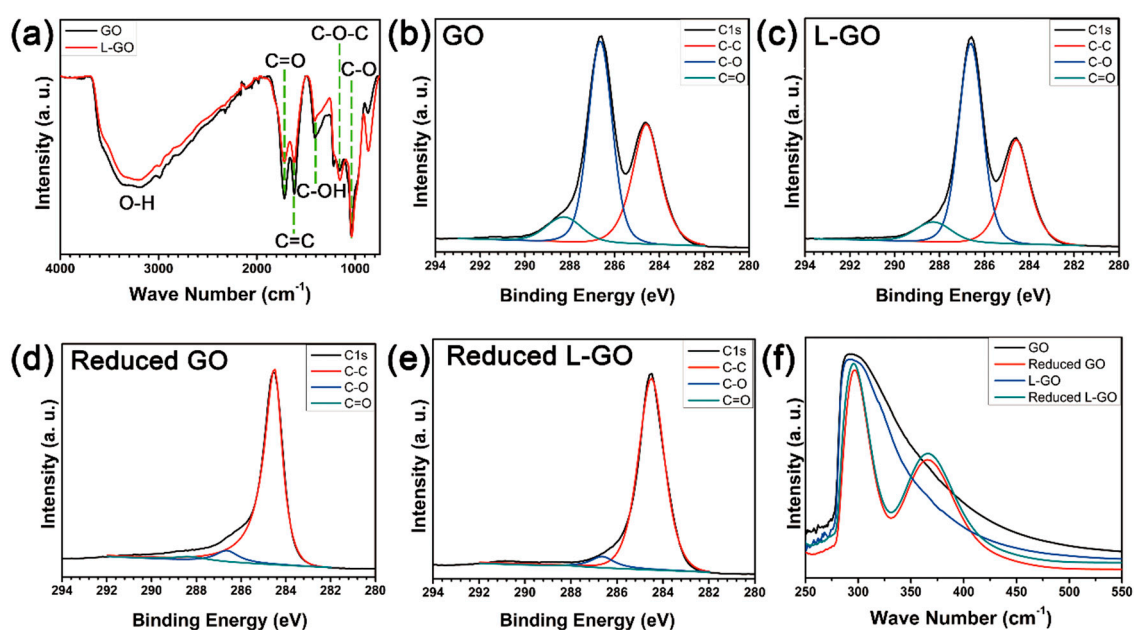 (a)
GO
L-GO
C-O-C
C=O
C-O
O-H
C-OH
C=C
Intensity (a. u.)
4000 3000 2000 1000
Wave Number (cm⁻¹)
(b) GO
C1s
C-C
C-O
C=O
Intensity (a. u.)
294 292 290 288 286 284 282 280
Binding Energy (eV)
(c) L-GO
C1s
C-C
C-O
C=O
Intensity (a. u.)
294 292 290 288 286 284 282 280
Binding Energy (eV)
(d) Reduced GO
C1s
C-C
C-O
C=O
Intensity (a. u.)
294 292 290 288 286 284 282 280
Binding Energy (eV)
(e) Reduced L-GO
C1s
C-C
C-O
C=O
Intensity (a. u.)
294 292 290 288 286 284 282 280
Binding Energy (eV)
(f)
GO
Reduced GO
L-GO
Reduced L-GO
Intensity (a. u.)
250 300 350 400 450 500 550
Wave Number (cm⁻¹)